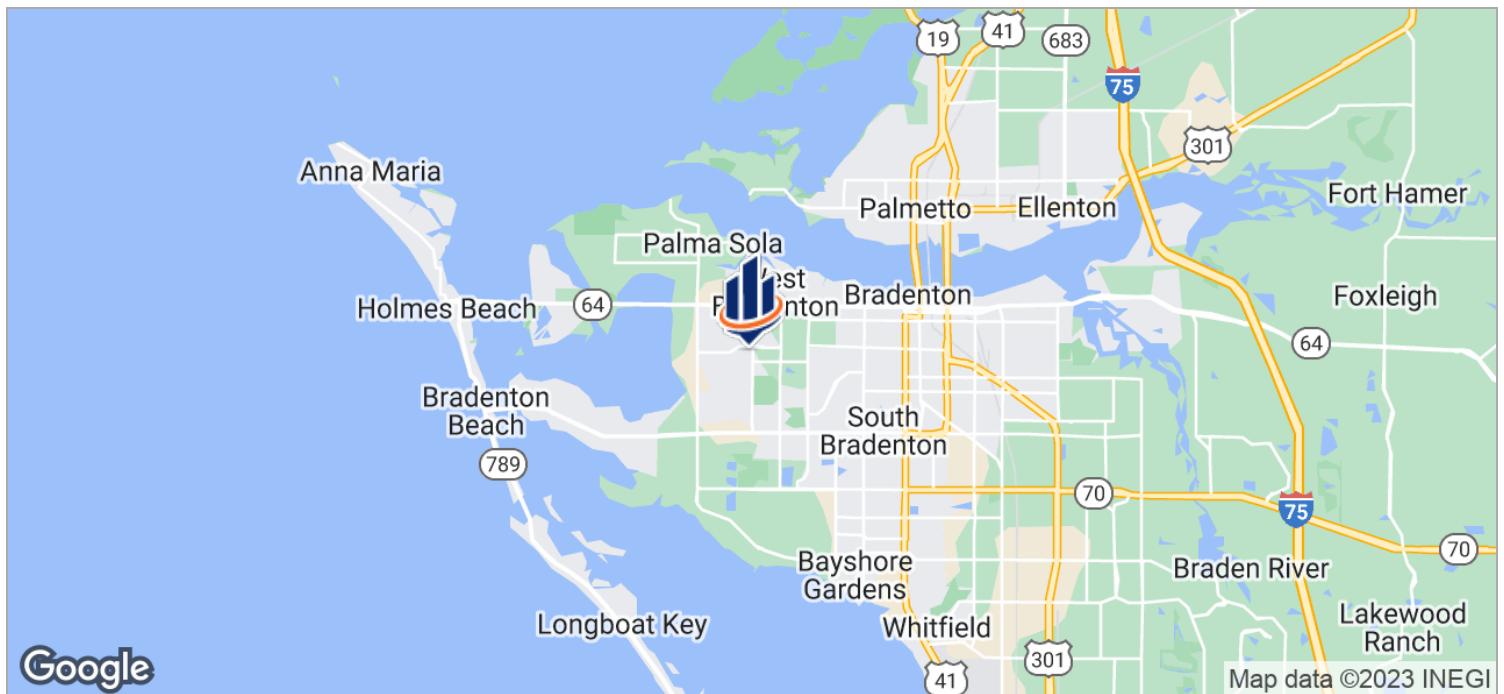 19
41
683
75
301
Anna Maria
Fort Hamer
Palmetto
Ellenton
Palma Sola
West
Bradenton
Bradenton
Foxleigh
Holmes Beach
64
64
Bradenton
Beach
South
Bradenton
789
70
75
70
Bayshore
Gardens
Braden River
Longboat Key
Whitfield
Lakewood
Ranch
301
41
Google
Map data ©2023 INEGI